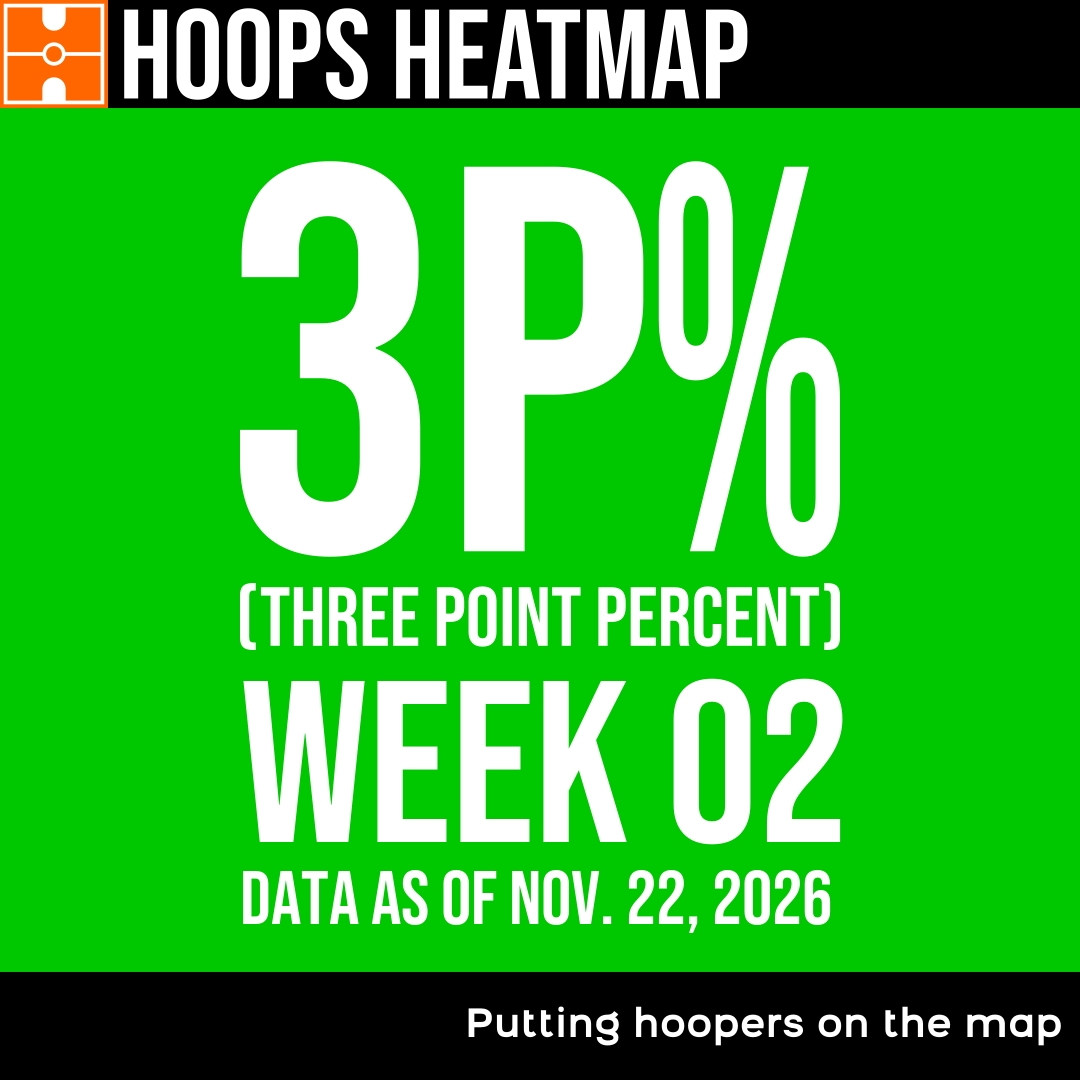 HOOPS HEATMAP
3P%
(THREE POINT PERCENT)
WEEK 02
DATA AS OF NOV. 22, 2026
Putting hoopers on the map